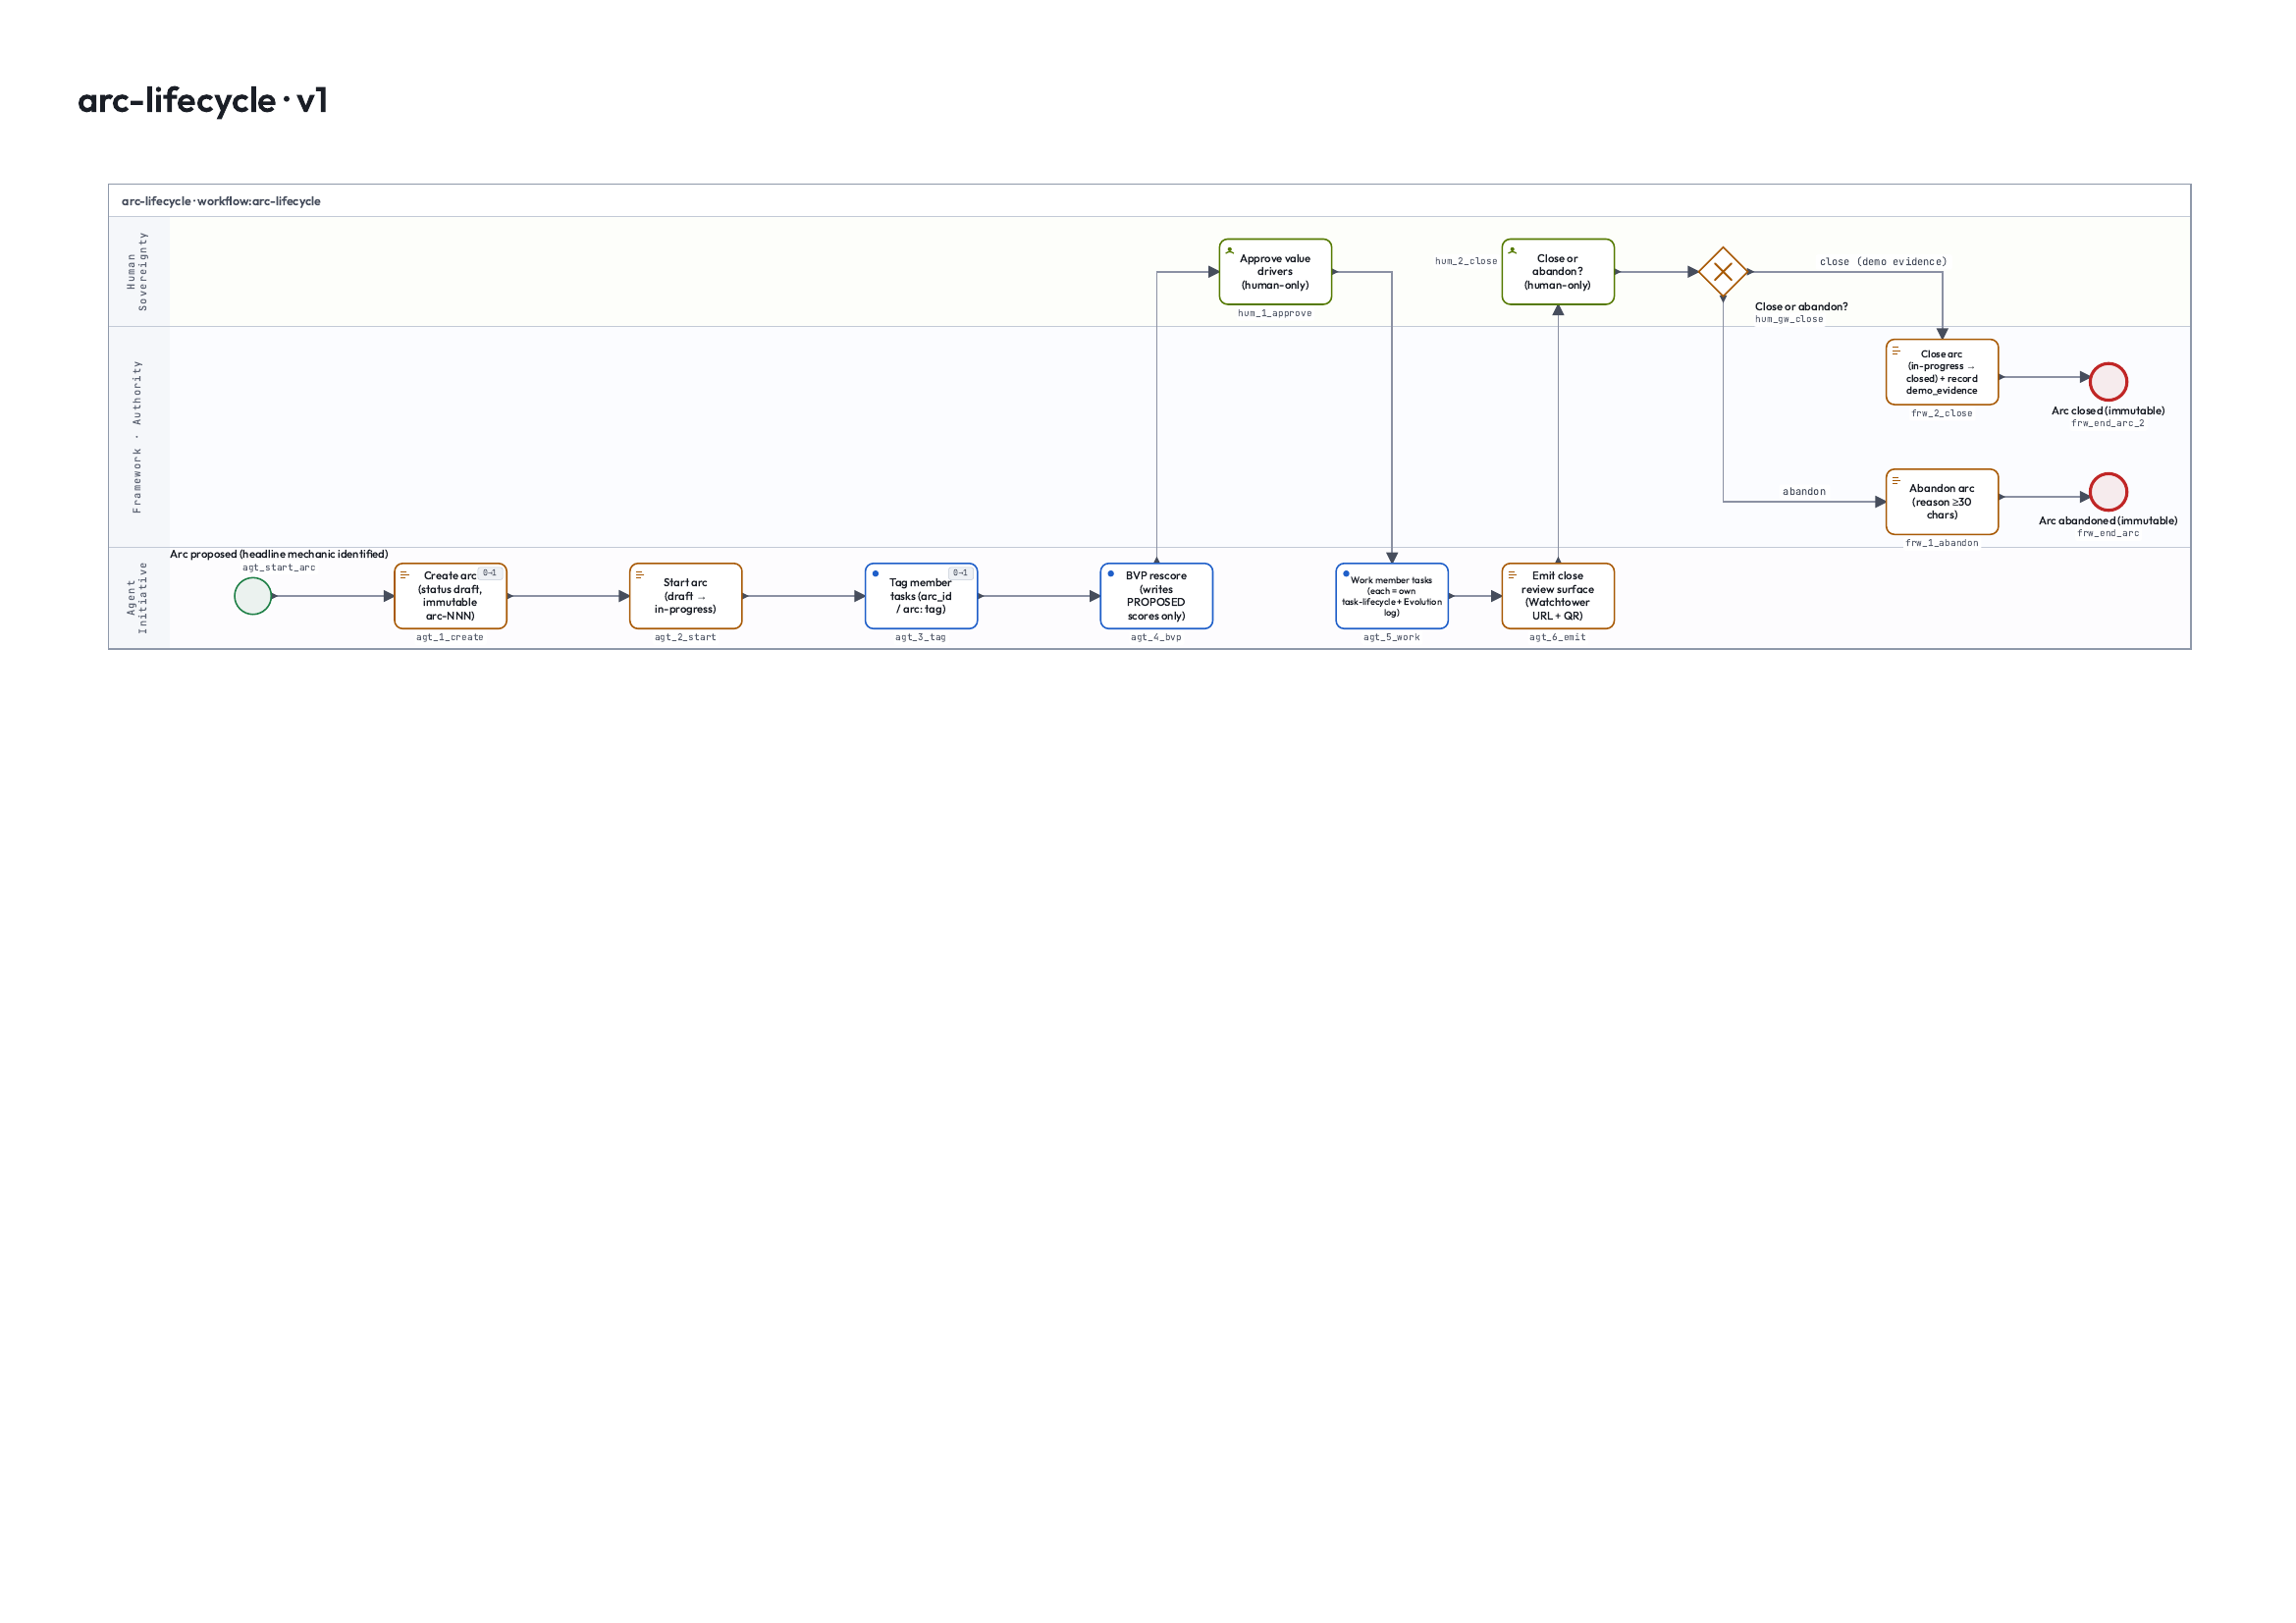 arc-lifecycle · v1
arc-lifecycle · workflow:arc-lifecycle
Human
Sovereignty
Approve value
drivers
(human-only)
hum_1_approve
hum_2_close
Close or
abandon?
(human-only)
close (demo evidence)
Close or abandon?
hum_gw_close
Framework · Authority
Close arc
(in-progress →
closed) + record
demo_evidence
frw_2_close
Arc closed (immutable)
frw_end_arc_2
abandon
Abandon arc
(reason ≥30
chars)
frw_1_abandon
Arc abandoned (immutable)
frw_end_arc
Agent
Initiative
Arc proposed (headline mechanic identified)
agt_start_arc
Create arc
(status draft,
immutable
arc-NNN)
0→1
agt_1_create
Start arc
(draft →
in-progress)
agt_2_start
Tag member
tasks (arc_id
/ arc: tag)
0→1
agt_3_tag
BVP rescore
(writes
PROPOSED
scores only)
agt_4_bvp
Work member tasks
(each = own
task-lifecycle + Evolution
log)
agt_5_work
Emit close
review surface
(Watchtower
URL + QR)
agt_6_emit